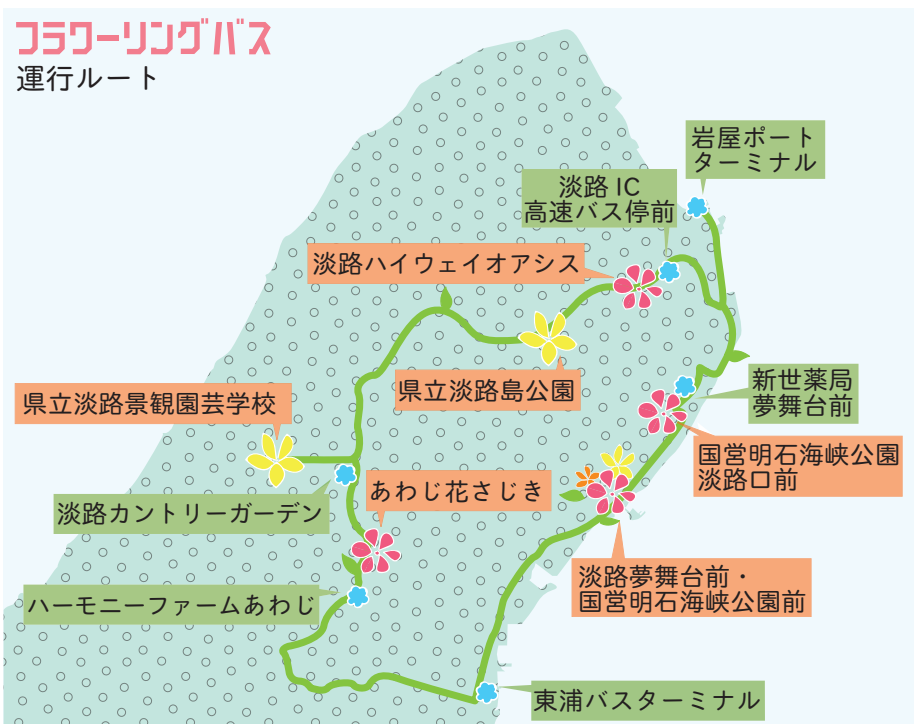 フラワーリングバス
運行ルート
岩屋ポート
ターミナル
淡路IC
高速バス停前
淡路ハイウェイオアシス
県立淡路島公園
県立淡路景観園芸学校
新世薬局
夢舞台前
国営明石海峡公園
淡路口前
あわじ花さじき
淡路カントリーガーデン
淡路夢舞台前・
国営明石海峡公園前
ハーモニーファームあわじ
東浦バスターミナル